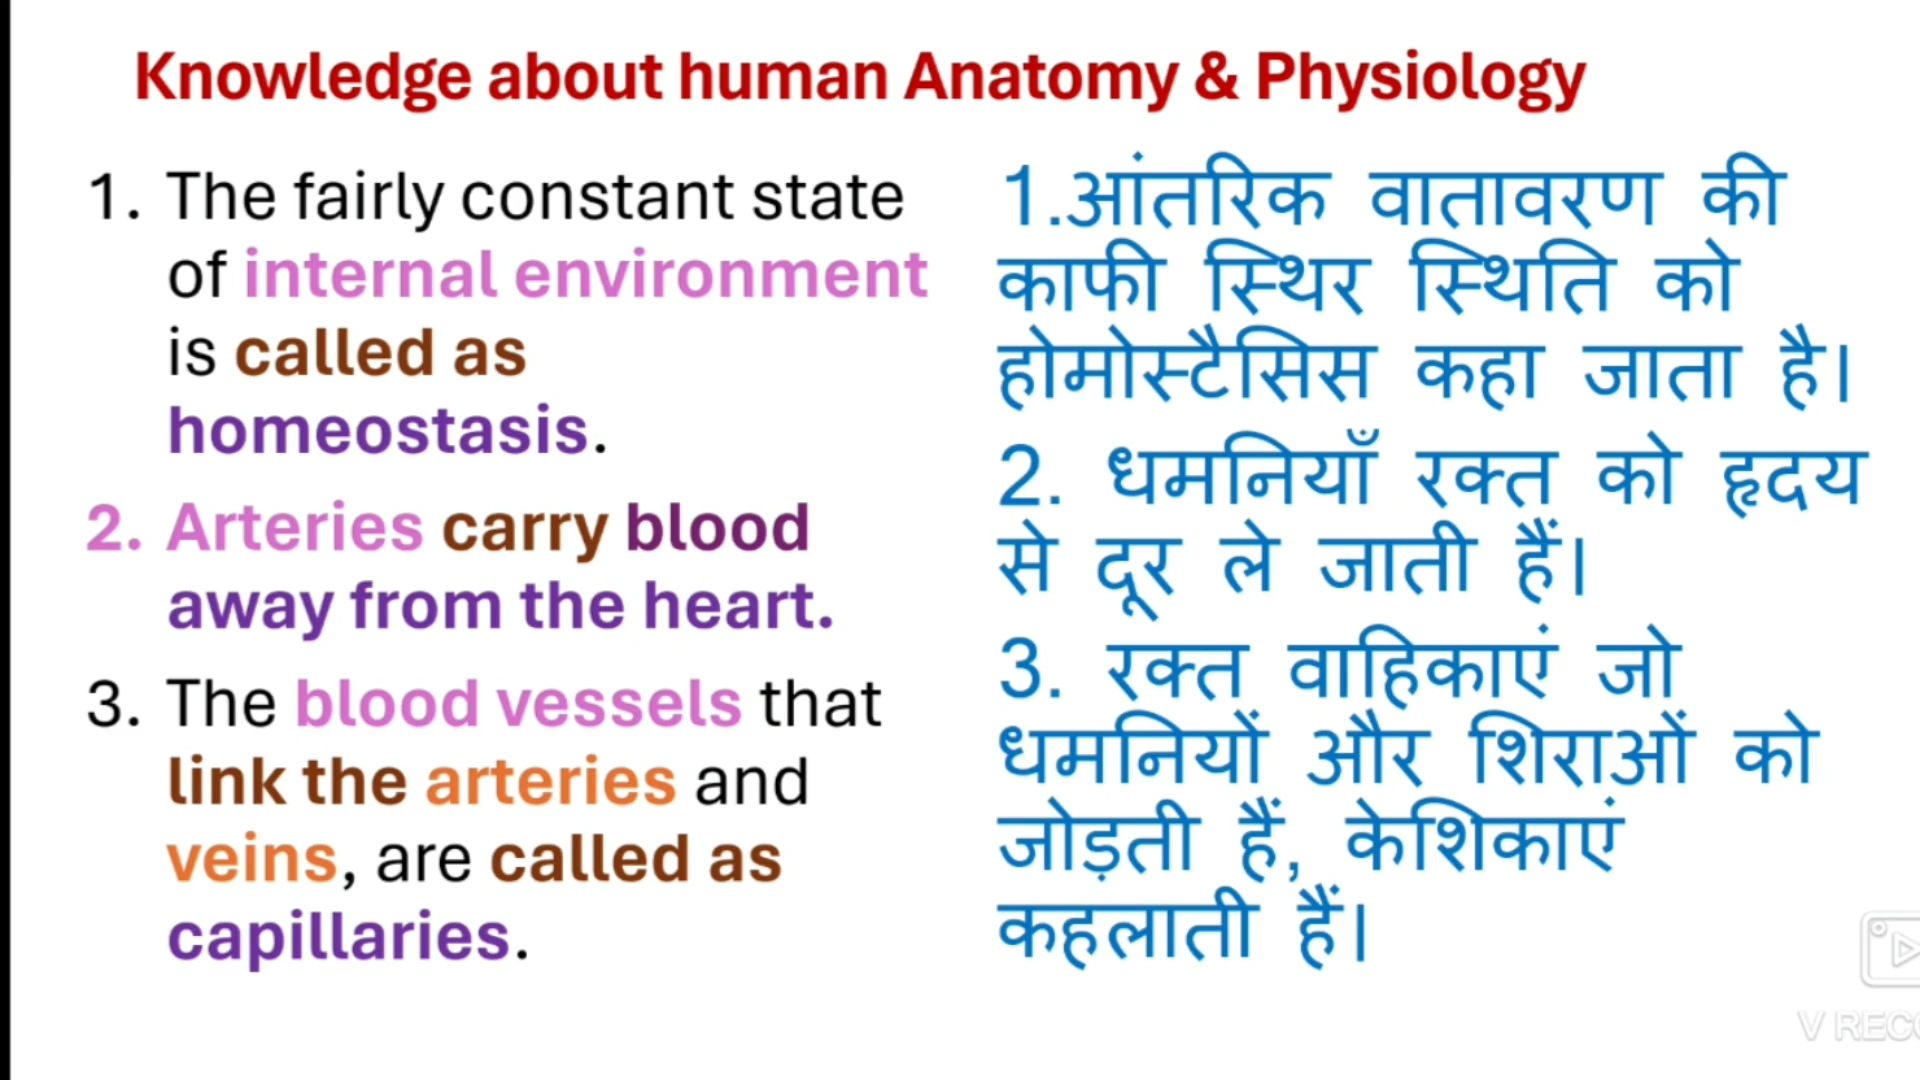 Knowledge about human Anatomy & Physiology
1. The fairly constant state
of internal environment
is called as
homeostasis.
2. Arteries carry blood
away from the heart.
3. The blood vessels that
link the arteries and
veins, are called as
capillaries.
1.आंतरिक वातावरण की
काफी स्थिर स्थिति को
होमोस्टैसिस कहा जाता है।
2. धमनियाँ रक्त को हृदय
से दूर ले जाती हैं।
3. रक्त वाहिकाएं जो
धमनियों और शिराओं को
जोड़ती हैं, केशिकाएं
कहलाती हैं।